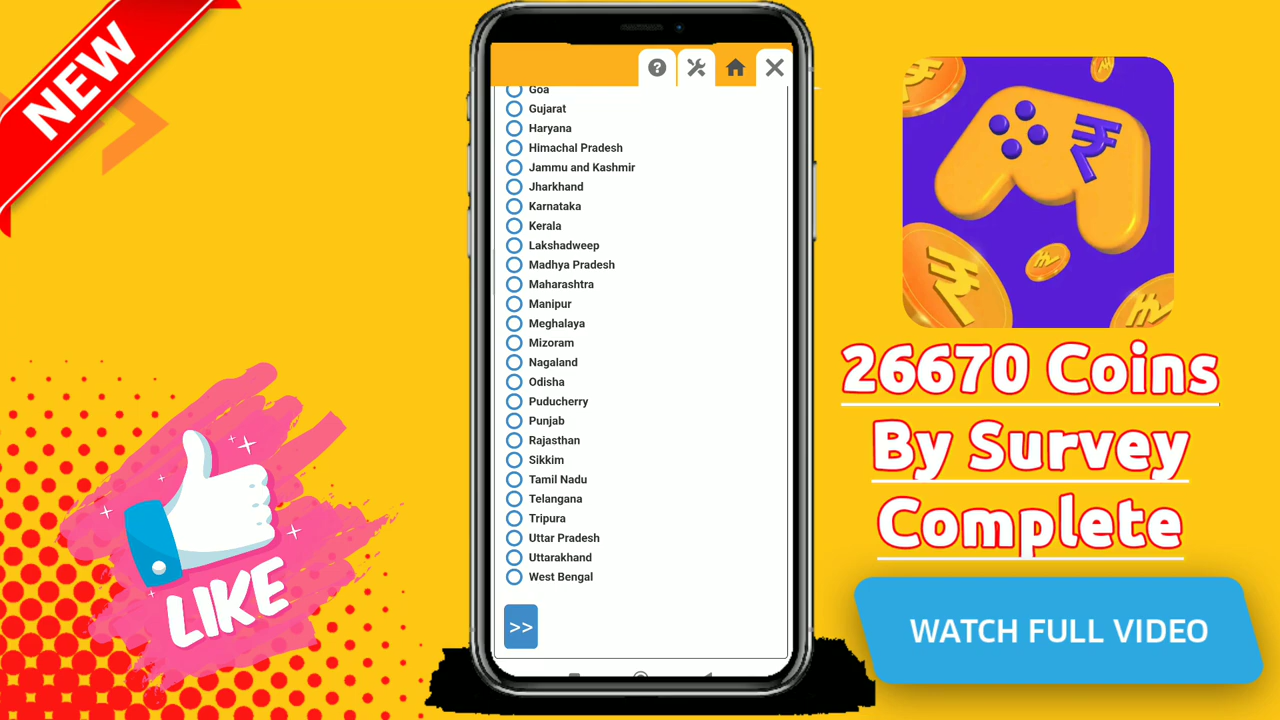 NEW
Goa
Gujarat
Haryana
Himachal Pradesh
Jammu and Kashmir
Jharkhand
Karnataka
Kerala
Lakshadweep
Madhya Pradesh
Maharashtra
Manipur
Meghalaya
Mizoram
Nagaland
Odisha
Puducherry
Punjab
Rajasthan
Sikkim
Tamil Nadu
Telangana
Tripura
Uttar Pradesh
Uttarakhand
West Bengal
>>
LIKE
₹
26670 Coins
By Survey
Complete
WATCH FULL VIDEO